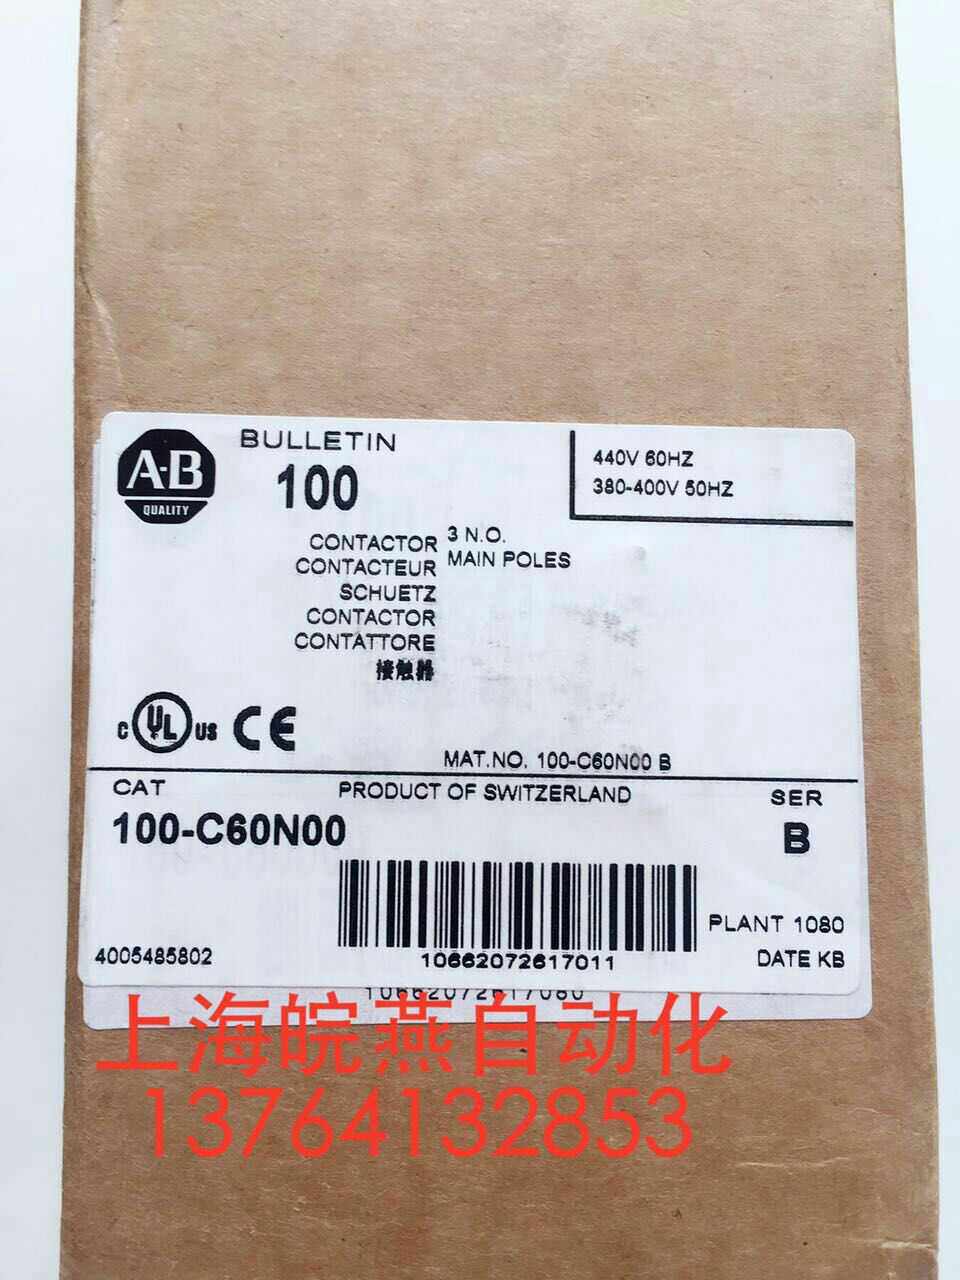 A-B
QUALITY
BULLETIN
100
440V 60HZ
380-400V 50HZ
CONTACTOR
CONTACTEUR
SCHUETZ
CONTACTOR
CONTATTORE
接触器
3 N.O.
MAIN POLES
C UL US CE
MAT.NO. 100-C60N00 B
CAT
100-C60N00
PRODUCT OF SWITZERLAND
SER
B
PLANT 1080
4005485802
10662072617011
DATE KB
10662072617080
上海皖燕自动化
13764132853